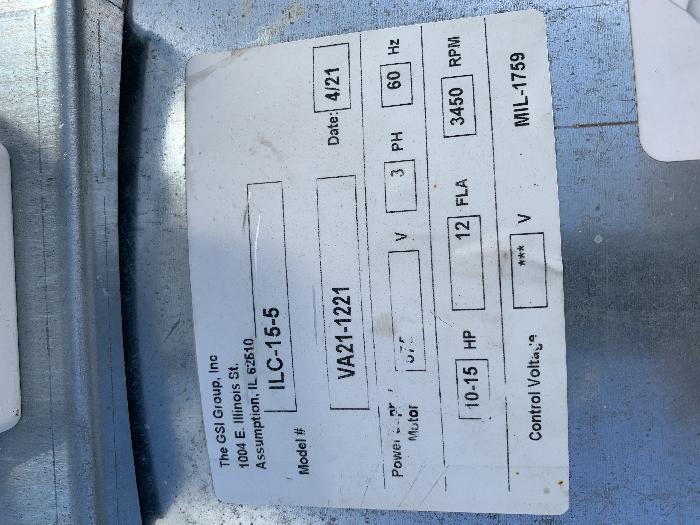 The GSI Group, Inc
1004 E. Illinois St.
Assumption, IL 62510
Model # ILC-15-5
VA21-1221 Date: 4/21
Power V 3 PH 60 Hz
Motor
10-15 HP 12 FLA 3450 RPM
Control Voltage *** V MIL-1759